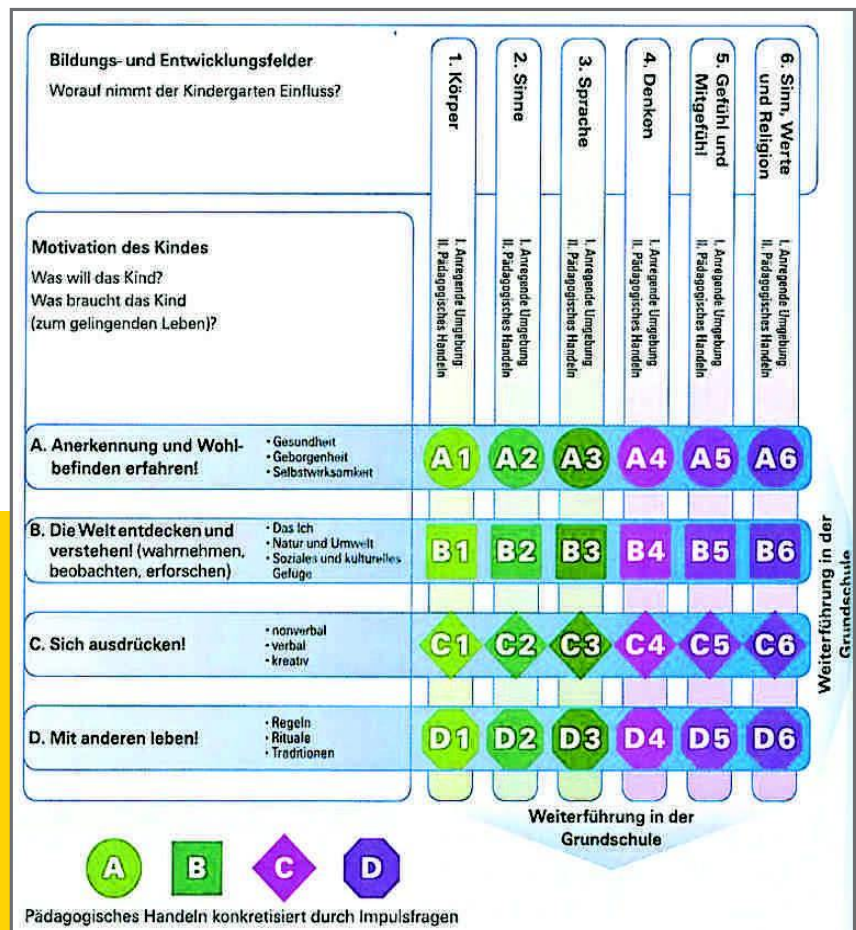 Bildungs- und Entwicklungsfelder
Worauf nimmt der Kindergarten Einfluss?
1. Körper
2. Sinne
3. Sprache
4. Denken
5. Gefühl und
Mitgefühl
6. Sinn, Werte
und Religion
Motivation des Kindes
Was will das Kind?
Was braucht das Kind
(zum gelingenden Leben)?
I. Anregende Umgebung
II. Pädagogisches Handeln
I. Anregende Umgebung
II. Pädagogisches Handeln
I. Anregende Umgebung
II. Pädagogisches Handeln
I. Anregende Umgebung
II. Pädagogisches Handeln
I. Anregende Umgebung
II. Pädagogisches Handeln
I. Anregende Umgebung
II. Pädagogisches Handeln
A. Anerkennung und Wohl-
befinden erfahren!
• Gesundheit
• Geborgenheit
• Selbstwirksamkeit
A1 A2 A3 A4 A5 A6
B. Die Welt entdecken und
verstehen! (wahrnehmen,
beobachten, erforschen)
• Das Ich
• Natur und Umwelt
• Soziales und kulturelles
Gefüge
B1 B2 B3 B4 B5 B6
C. Sich ausdrücken!
• nonverbal
• verbal
• kreativ
C1 C2 C3 C4 C5 C6
D. Mit anderen leben!
• Regeln
• Rituale
• Traditionen
D1 D2 D3 D4 D5 D6
Weiterführung in der
Grundschule
Weiterführung in der
Grundschule
A B C D
Pädagogisches Handeln konkretisiert durch Impulsfragen